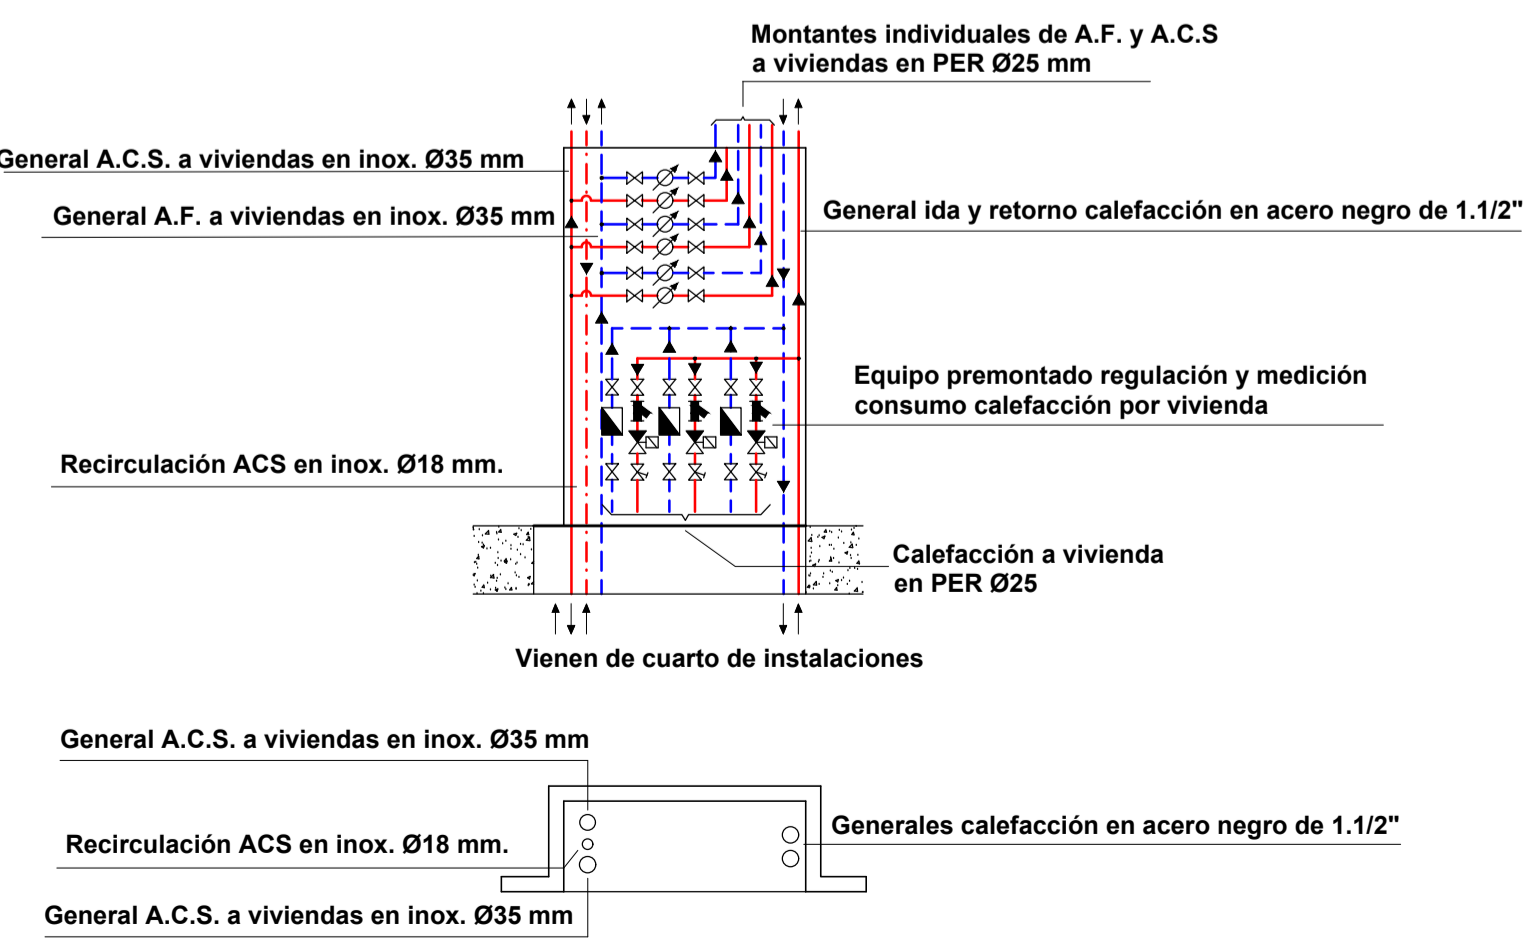 Montantes individuales de A.F. y A.C.S
a viviendas en PER Ø25 mm
General A.C.S. a viviendas en inox. Ø35 mm
General A.F. a viviendas en inox. Ø35 mm
General ida y retorno calefacción en acero negro de 1.1/2"
Equipo premontado regulación y medición
consumo calefacción por vivienda
Recirculación ACS en inox. Ø18 mm.
Calefacción a vivienda
en PER Ø25
Vienen de cuarto de instalaciones
General A.C.S. a viviendas en inox. Ø35 mm
Generales calefacción en acero negro de 1.1/2"
Recirculación ACS en inox. Ø18 mm.
General A.C.S. a viviendas en inox. Ø35 mm